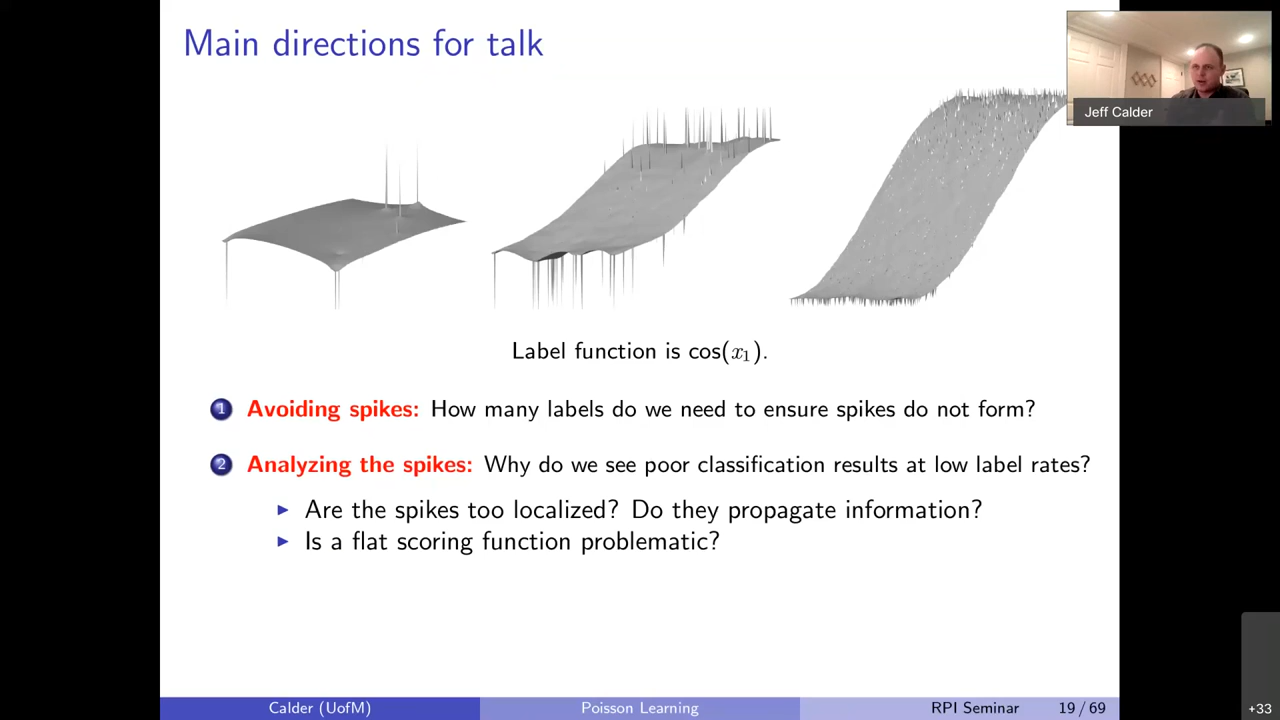 Main directions for talk
Jeff Calder
Label function is cos(x₁).
1 Avoiding spikes: How many labels do we need to ensure spikes do not form?
2 Analyzing the spikes: Why do we see poor classification results at low label rates?
▶ Are the spikes too localized? Do they propagate information?
▶ Is a flat scoring function problematic?
Calder (UofM) Poisson Learning RPI Seminar 19 / 69
+33